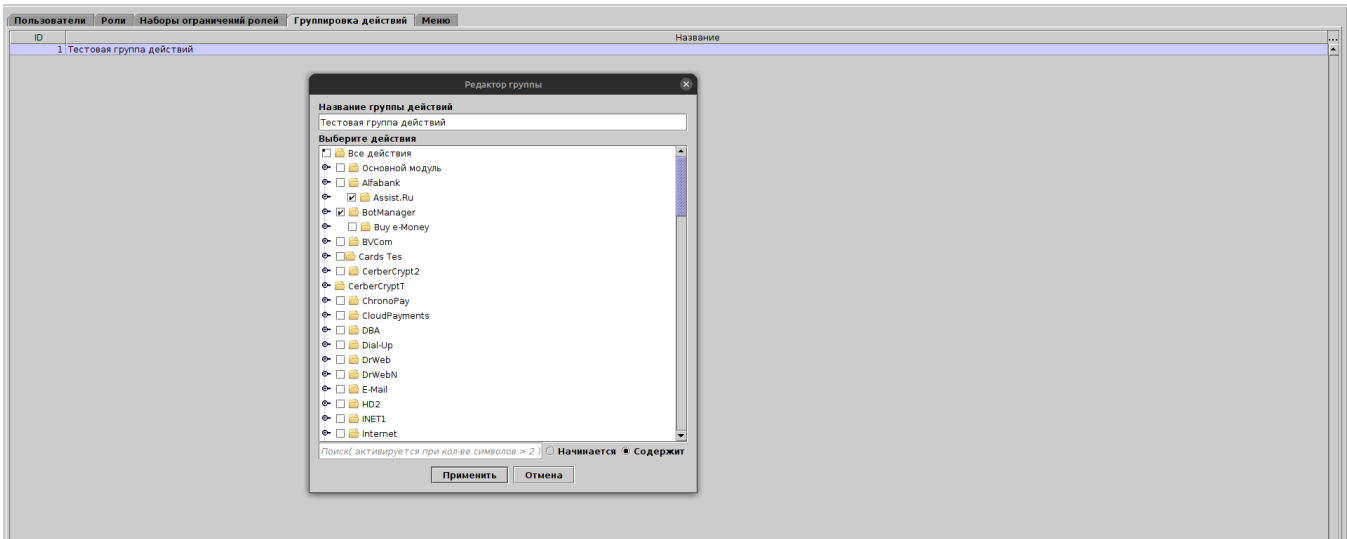 Пользователи Роли Наборы ограничений ролей Группировка действий Меню
ID Название ...
1 Тестовая группа действий
Редактор группы
Название группы действий
Тестовая группа действий
Выберите действия
Все действия
Основной модуль
Alfabank
Assist.Ru
BotManager
Buy e-Money
BVCom
Cards Tes
CerberCrypt2
CerberCryptT
ChronoPay
CloudPayments
DBA
Dial-Up
DrWeb
DrWebN
E-Mail
HD2
INET1
Internet
Поиск( активируется при кол-ве символов > 2 ) Начинается Содержит
Применить Отмена